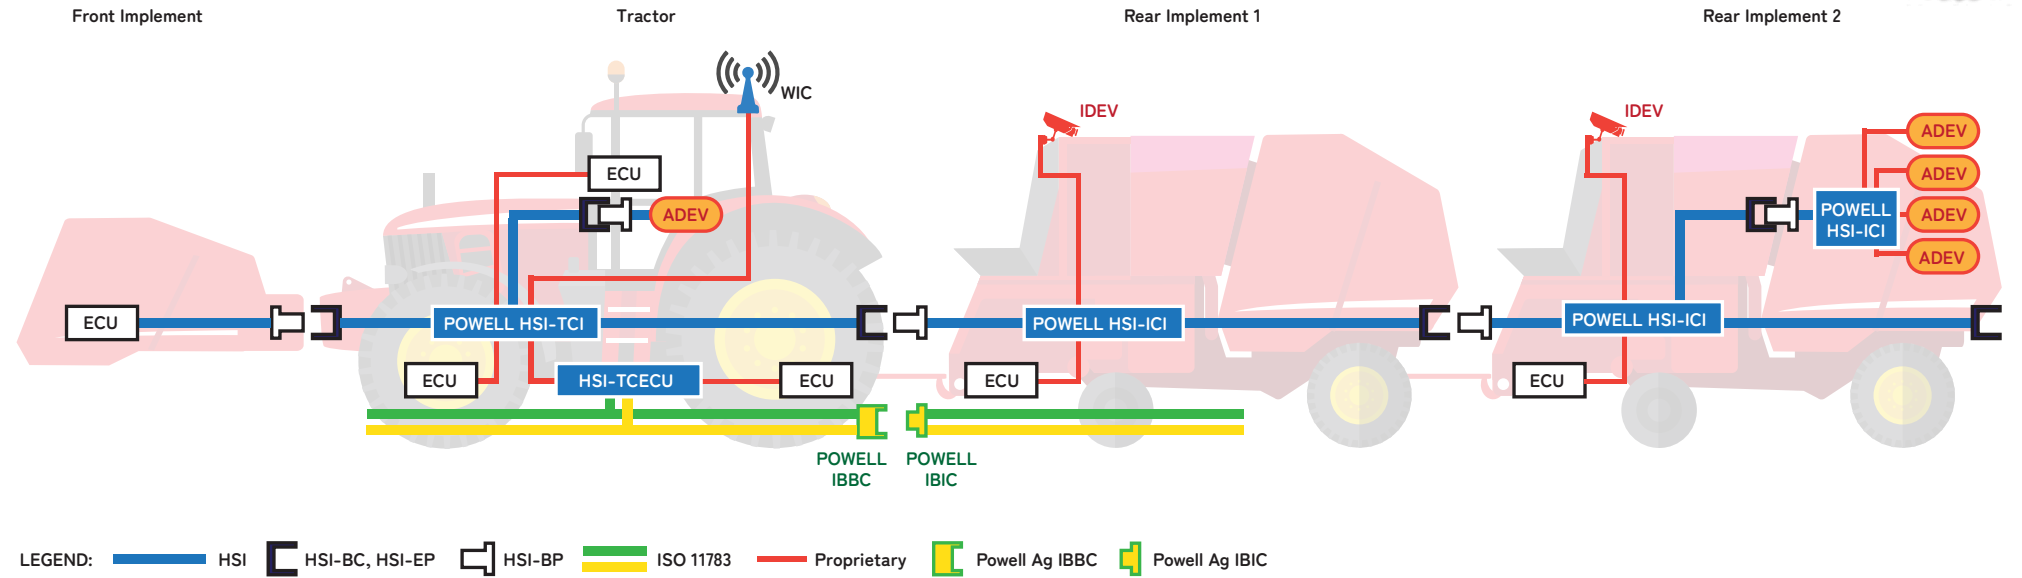 Front Implement
Tractor
Rear Implement 1
Rear Implement 2
WIC
IDEV
IDEV
ADEV
ADEV
ADEV
ADEV
ECU
ADEV
POWELL
HSI-ICI
ECU
POWELL HSI-TCI
POWELL HSI-ICI
POWELL HSI-ICI
ECU
HSI-TCECU
ECU
ECU
ECU
POWELL
IBBC
POWELL
IBIC
LEGEND:
HSI
HSI-BC, HSI-EP
HSI-BP
ISO 11783
Proprietary
Powell Ag IBBC
Powell Ag IBIC